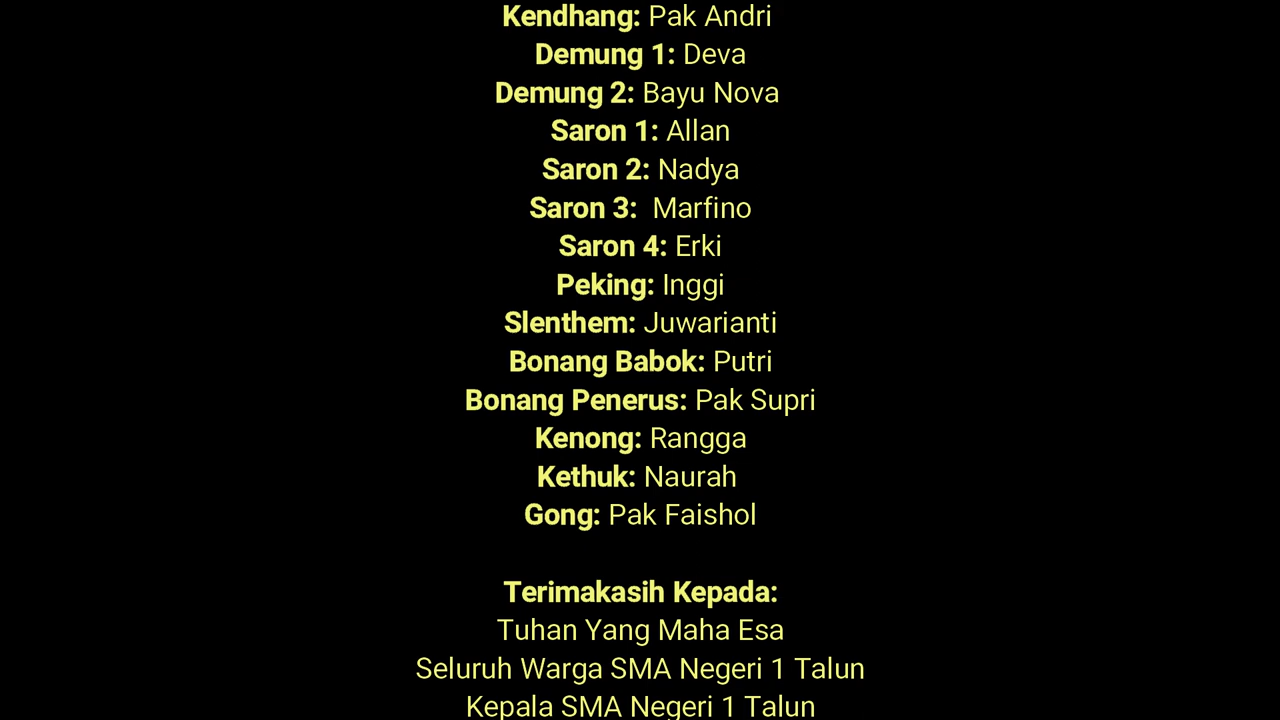 Kendhang: Pak Andri
Demung 1: Deva
Demung 2: Bayu Nova
Saron 1: Allan
Saron 2: Nadya
Saron 3:  Marfino
Saron 4: Erki
Peking: Inggi
Slenthem: Juwarianti
Bonang Babok: Putri
Bonang Penerus: Pak Supri
Kenong: Rangga
Kethuk: Naurah
Gong: Pak Faishol
Terimakasih Kepada:
Tuhan Yang Maha Esa
Seluruh Warga SMA Negeri 1 Talun
Kepala SMA Negeri 1 Talun